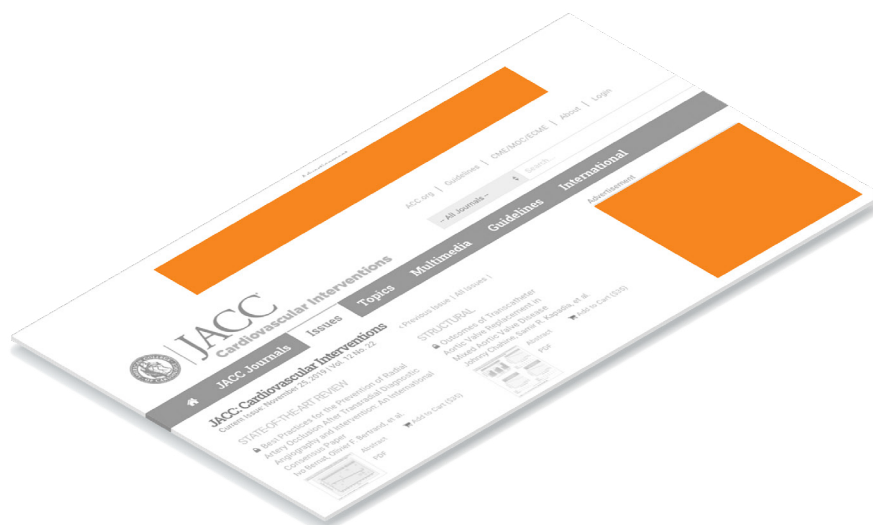 Advertisement
ACC.org | Guidelines | CME/MOC/ECME | About | Login
-- All Journals --
Search
JACC
Cardiovascular Interventions
JACC Journals
Issues
Topics
Multimedia
Guidelines
International
JACC: Cardiovascular Interventions
Current Issue: November 25, 2019 | Vol. 12 No. 22
< Previous Issue | All Issues |
STATE-OF-THE-ART REVIEW
Best Practices for the Prevention of Radial
Artery Occlusion After Transradial Diagnostic
Angiography and Intervention: An International
Consensus Paper
Ivo Bernat, Olivier F. Bertrand, et al.
Abstract
PDF
Add to Cart ($35)
STRUCTURAL
Outcomes of Transcatheter
Aortic Valve Replacement in
Mixed Aortic Valve Disease
Johnny Chahine, Samir R. Kapadia, et al.
Abstract
PDF
Add to Cart ($35)
Advertisement